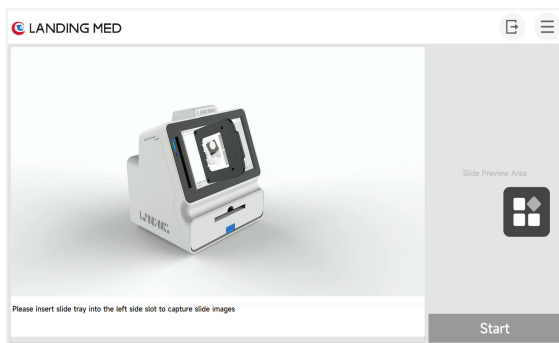 LANDING MED
Slide Preview Area
Please insert slide tray into the left side slot to capture slide images
Start